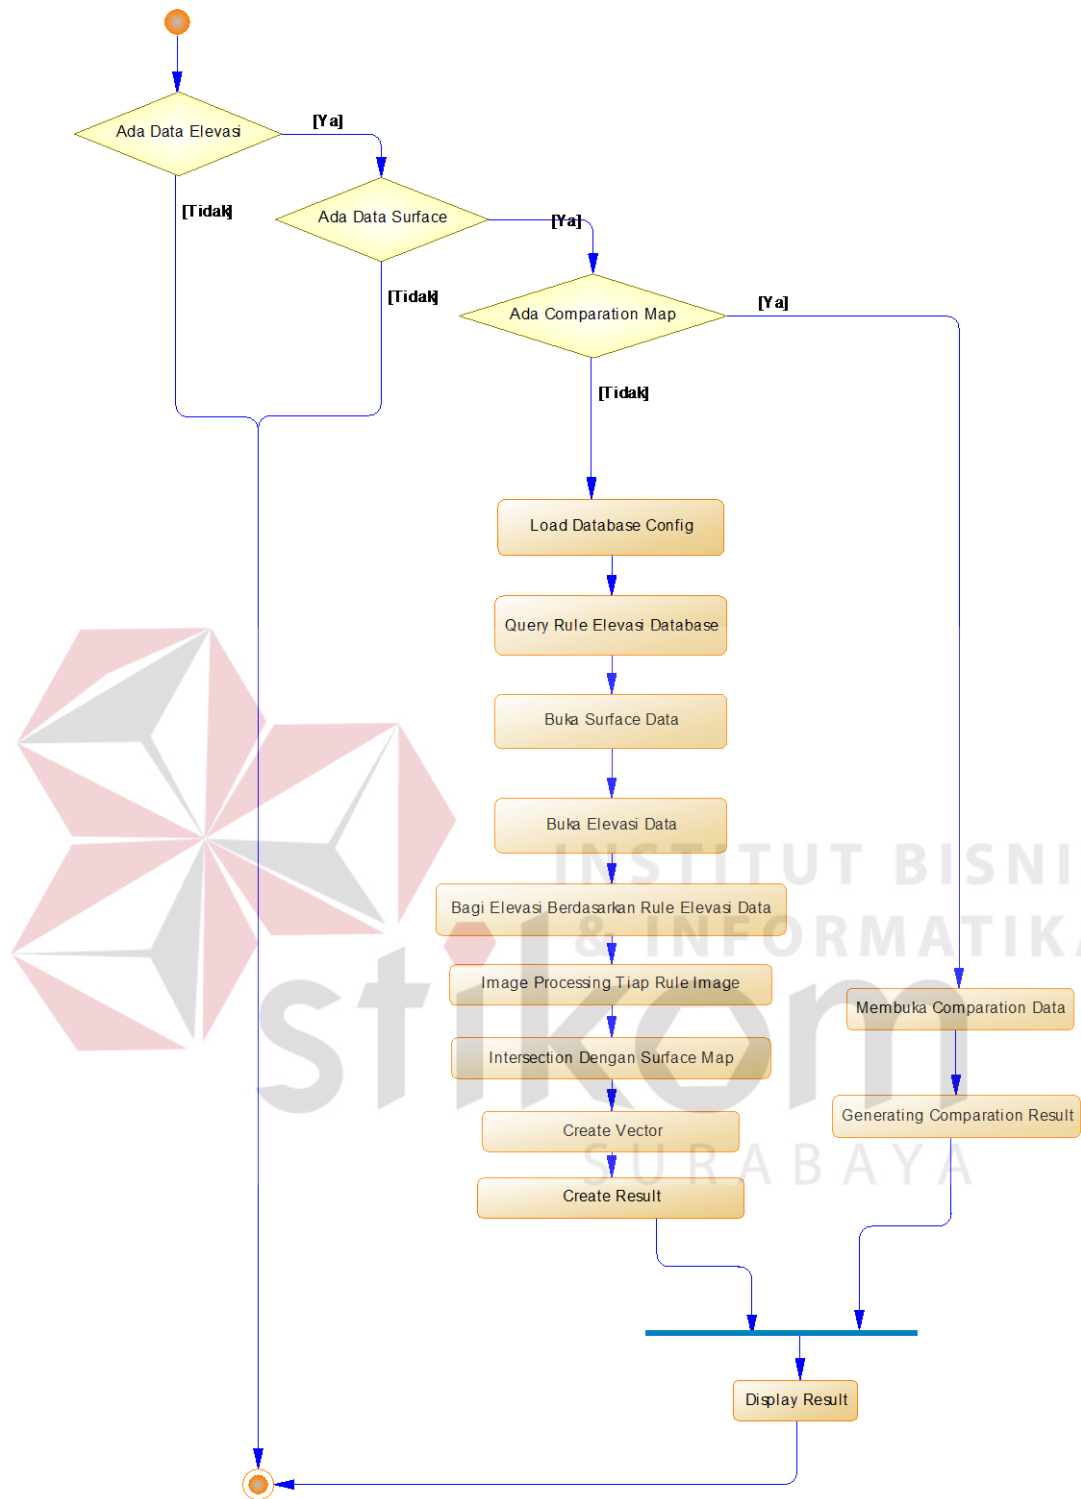 Ada Data Elevasi
[Ya]
[Tidak]
Ada Data Surface
[Ya]
[Tidak]
Ada Comparation Map
[Ya]
[Tidak]
Load Database Config
Query Rule Elevasi Database
Buka Surface Data
Buka Elevasi Data
INSTITUT BISNI
Bagi Elevasi Berdasarkan Rule Elevasi Data
& INFORMATIKA
Image Processing Tiap Rule Image
stikom
Membuka Comparation Data
Intersection Dengan Surface Map
Generating Comparation Result
Create Vector
SURABAYA
Create Result
Display Result